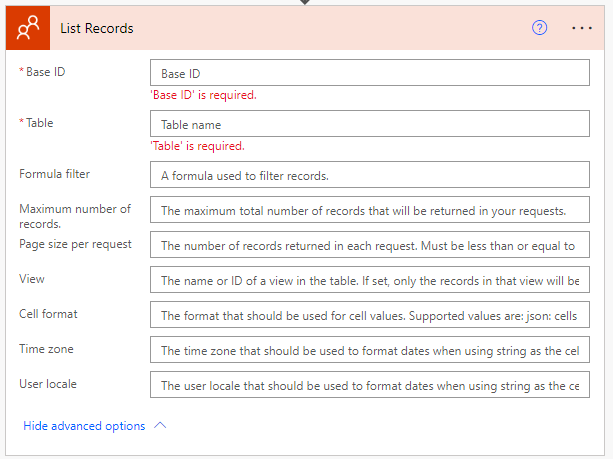 List Records
* Base ID
Base ID
'Base ID' is required.
* Table
Table name
'Table' is required.
Formula filter
A formula used to filter records.
Maximum number of
records.
The maximum total number of records that will be returned in your requests.
Page size per request
The number of records returned in each request. Must be less than or equal to
View
The name or ID of a view in the table. If set, only the records in that view will be
Cell format
The format that should be used for cell values. Supported values are: json: cells
Time zone
The time zone that should be used to format dates when using string as the cel
User locale
The user locale that should be used to format dates when using string as the ce
Hide advanced options